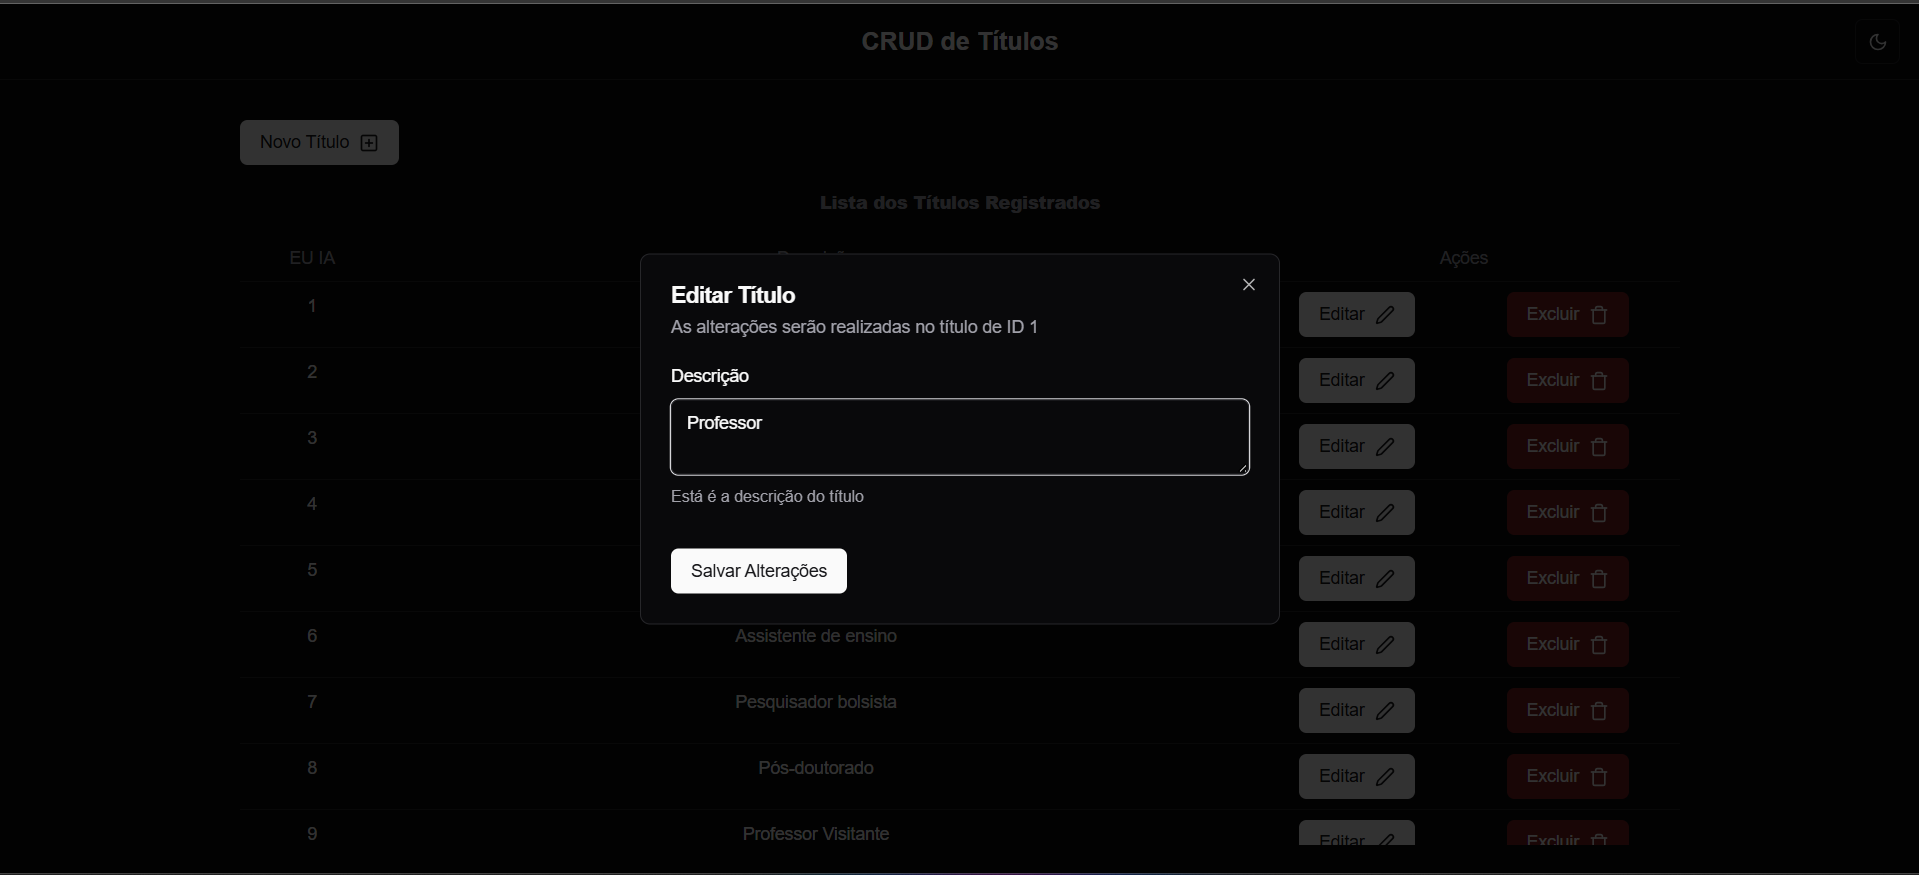 CRUD de Títulos
Novo Título
Lista dos Títulos Registrados
EU IA Ações
1 Editar Excluir
2 Editar Excluir
3 Editar Excluir
4 Editar Excluir
5 Editar Excluir
Editar Título
As alterações serão realizadas no título de ID 1
Descrição
Professor
Está é a descrição do título
Salvar Alterações
6 Assistente de ensino Editar Excluir
7 Pesquisador bolsista Editar Excluir
8 Pós-doutorado Editar Excluir
9 Professor Visitante Editar Excluir